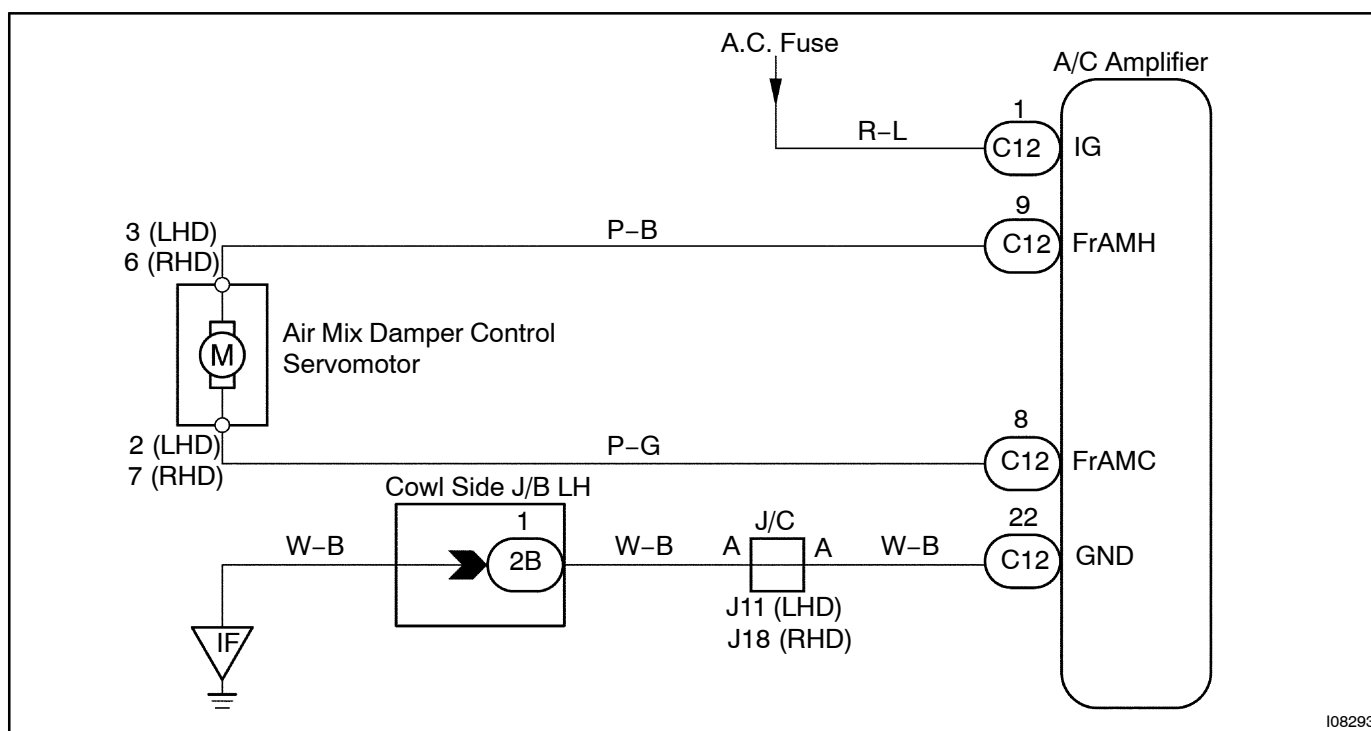 A.C. Fuse
A/C Amplifier
1
R–L
C12
IG
9
3 (LHD)
P–B
C12
FrAMH
6 (RHD)
Air Mix Damper Control
M
Servomotor
8
2 (LHD)
P–G
C12
FrAMC
7 (RHD)
Cowl Side J/B LH
1
J/C
22
W–B
2B
W–B
A
A
W–B
C12
GND
J11 (LHD)
J18 (RHD)
IF
I08293